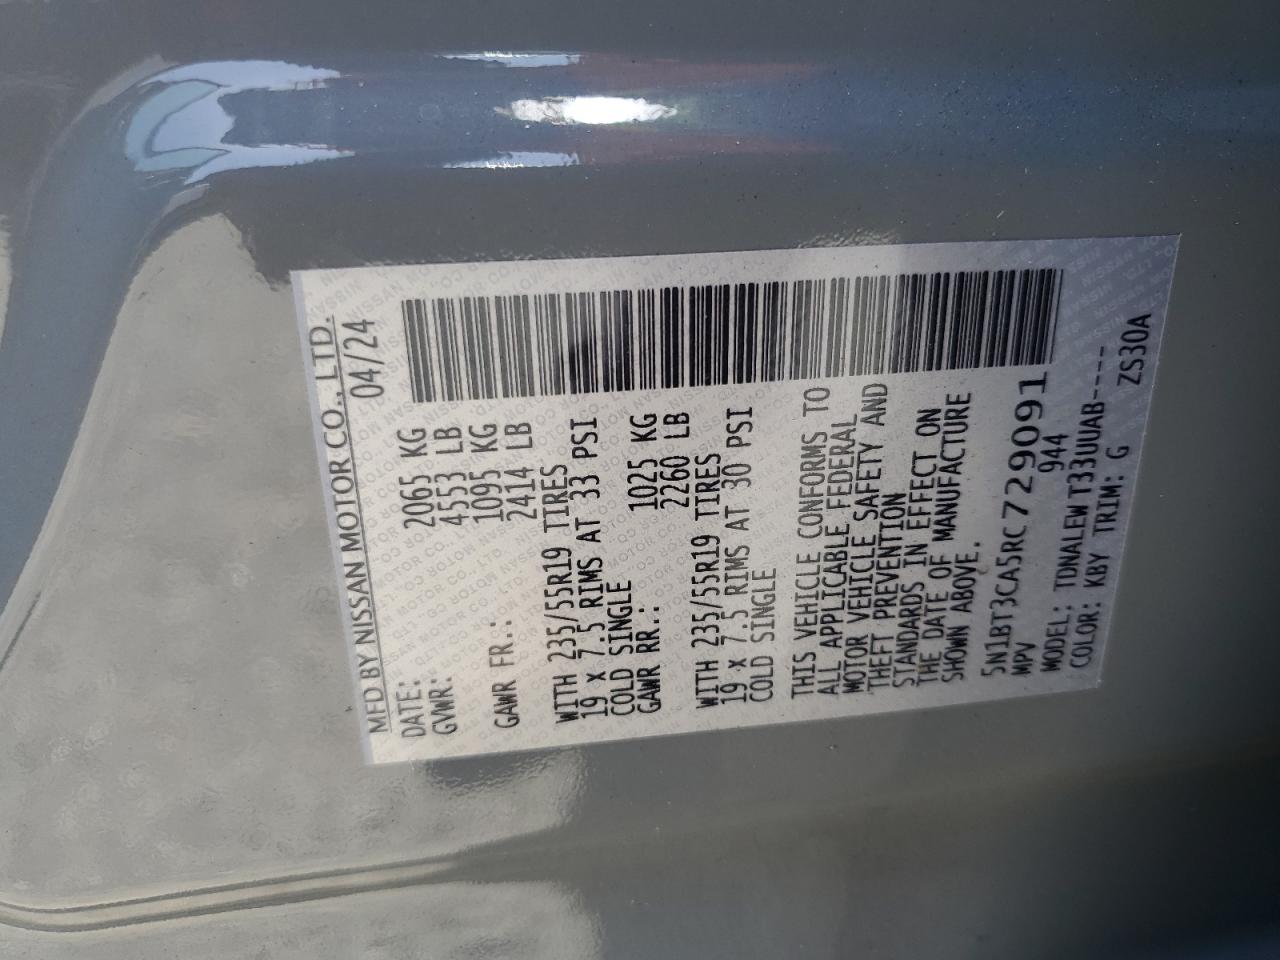 MFD BY NISSAN MOTOR CO., LTD.
DATE: 04/24
GVWR: 2065 KG
4553 LB
GAWR FR.: 1095 KG
2414 LB
WITH 235/55R19 TIRES
19 x 7.5 RIMS AT 33 PSI
COLD SINGLE
GAWR RR.: 1025 KG
2260 LB
WITH 235/55R19 TIRES
19 x 7.5 RIMS AT 30 PSI
COLD SINGLE
THIS VEHICLE CONFORMS TO
ALL APPLICABLE FEDERAL
MOTOR VEHICLE SAFETY AND
THEFT PREVENTION
STANDARDS IN EFFECT ON
THE DATE OF MANUFACTURE
SHOWN ABOVE.
5N1BT3CA5RC729091
MPV 944
MODEL: TDNALEW T33UUAB----
COLOR: KBY TRIM: G ZS30A